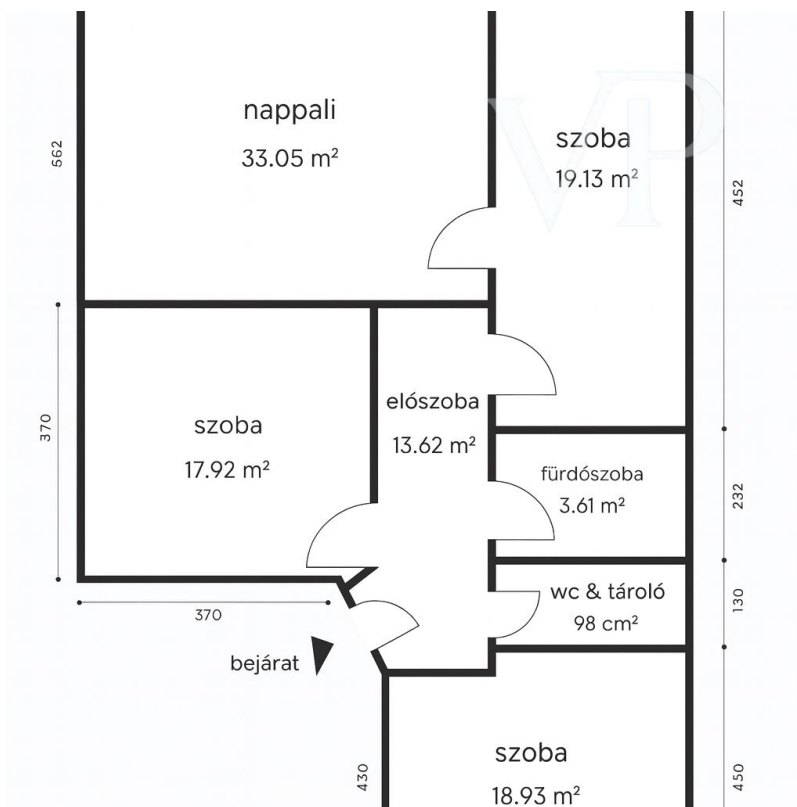 nappali
33.05 m²
szoba
19.13 m²
562
452
szoba
17.92 m²
előszoba
13.62 m²
370
fürdőszoba
3.61 m²
232
wc & tároló
98 cm²
130
370
bejárat
szoba
18.93 m²
430
450
VP